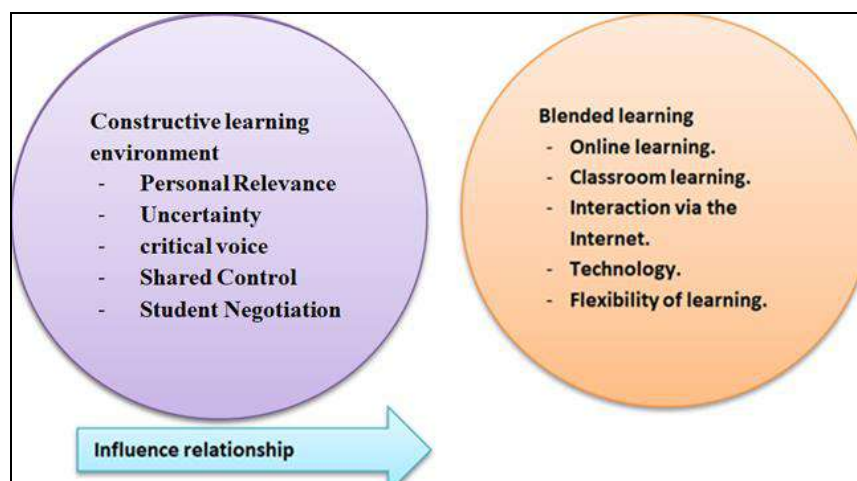 Constructive learning
environment
- Personal Relevance
- Uncertainty
- critical voice
- Shared Control
- Student Negotiation
Blended learning
- Online learning.
- Classroom learning.
- Interaction via the
Internet.
- Technology.
- Flexibility of learning.
Influence relationship